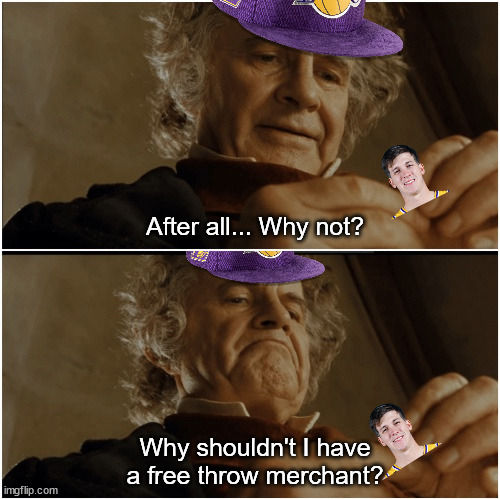 After all... Why not?
Why shouldn't I have
a free throw merchant?
imgflip.com